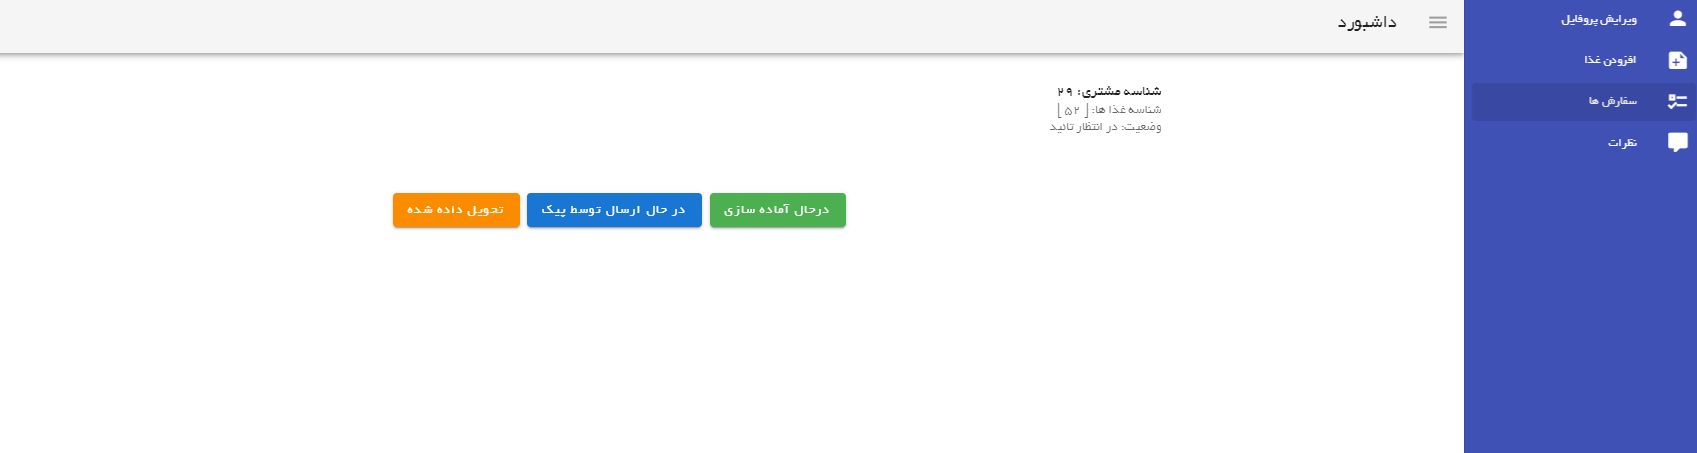 ویرایش پروفایل
افزودن غذا
سفارش ها
نظرات
داشبورد
شناسه مشتری: ۲۹
شناسه غذا ها: [ ۵۲ ]
وضعیت: در انتظار تائید
درحال آماده سازی
در حال ارسال توسط پیک
تحویل داده شده